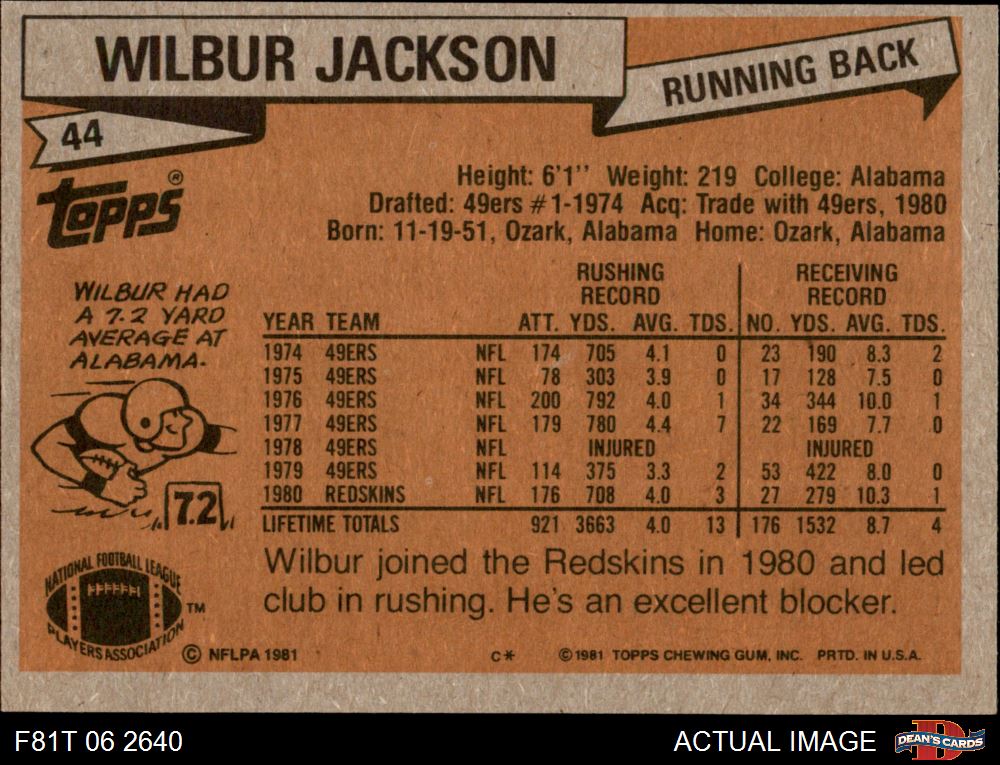 WILBUR JACKSON
RUNNING BACK
44
TOPPS®
Height: 6'1'' Weight: 219 College: Alabama
Drafted: 49ers #1-1974 Acq: Trade with 49ers, 1980
Born: 11-19-51, Ozark, Alabama Home: Ozark, Alabama
WILBUR HAD
A 7.2 YARD
AVERAGE AT
ALABAMA.
7.2
RUSHING RECEIVING
RECORD RECORD
YEAR TEAM ATT. YDS. AVG. TDS. NO. YDS. AVG. TDS.
1974 49ERS NFL 174 705 4.1 0 23 190 8.3 2
1975 49ERS NFL 78 303 3.9 0 17 128 7.5 0
1976 49ERS NFL 200 792 4.0 1 34 344 10.0 1
1977 49ERS NFL 179 780 4.4 7 22 169 7.7 0
1978 49ERS NFL INJURED INJURED
1979 49ERS NFL 114 375 3.3 2 53 422 8.0 0
1980 REDSKINS NFL 176 708 4.0 3 27 279 10.3 1
LIFETIME TOTALS 921 3663 4.0 13 176 1532 8.7 4
Wilbur joined the Redskins in 1980 and led
club in rushing. He's an excellent blocker.
NATIONAL FOOTBALL LEAGUE
PLAYERS ASSOCIATION
TM
© NFLPA 1981 C* ©1981 TOPPS CHEWING GUM, INC. PRTD. IN U.S.A.
F81T 06 2640 ACTUAL IMAGE DEAN'S CARDS